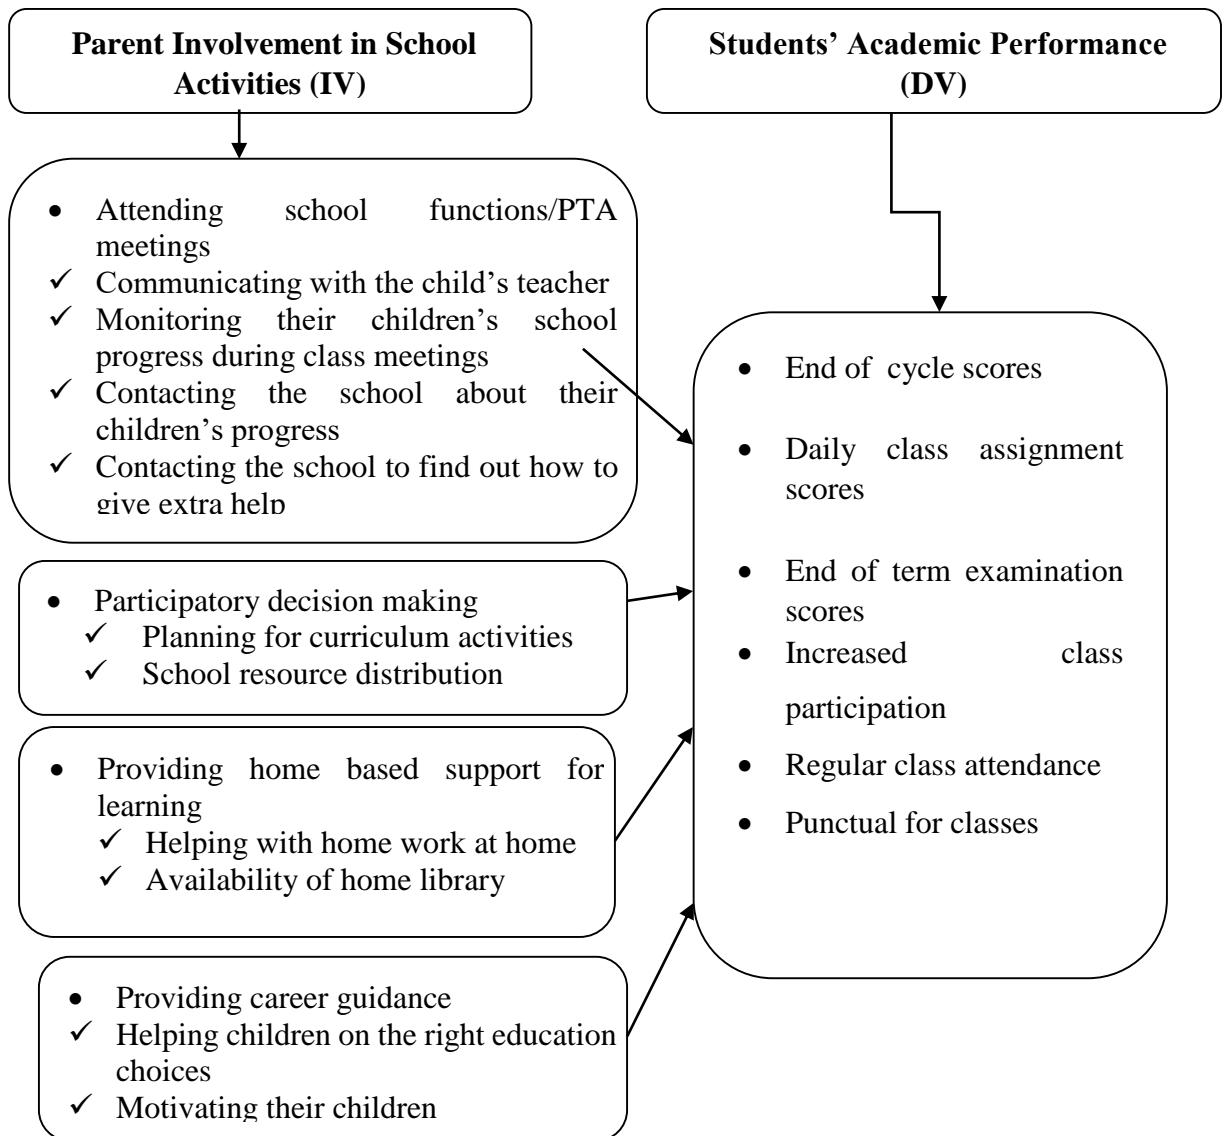 Parent Involvement in School
Activities (IV)
Students’ Academic Performance
(DV)
• Attending school functions/PTA
meetings
✓ Communicating with the child’s teacher
✓ Monitoring their children’s school
progress during class meetings
✓ Contacting the school about their
children’s progress
✓ Contacting the school to find out how to
give extra help
• Participatory decision making
✓ Planning for curriculum activities
✓ School resource distribution
• Providing home based support for
learning
✓ Helping with home work at home
✓ Availability of home library
• Providing career guidance
✓ Helping children on the right education
choices
✓ Motivating their children
• End of cycle scores
• Daily class assignment
scores
• End of term examination
scores
• Increased class
participation
• Regular class attendance
• Punctual for classes